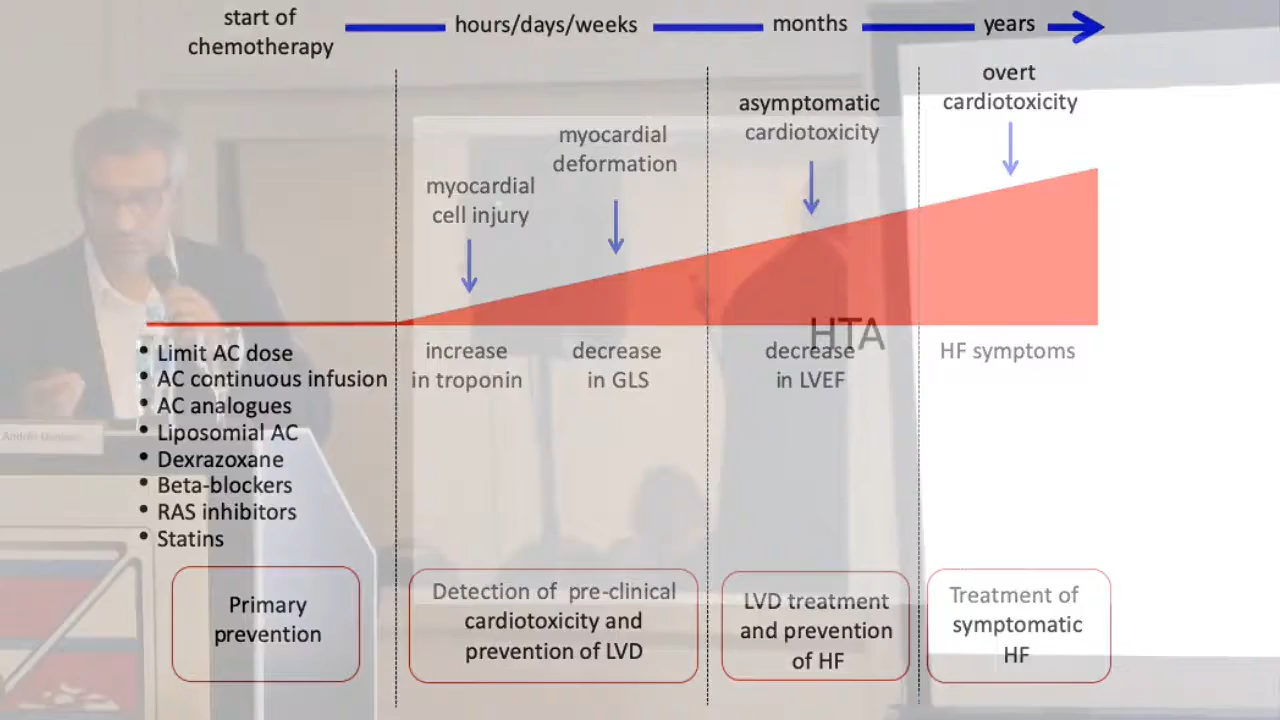 start of
chemotherapy
hours/days/weeks
months
years
overt
cardiotoxicity
asymptomatic
cardiotoxicity
myocardial
deformation
myocardial
cell injury
HTA
• Limit AC dose
• AC continuous infusion
• AC analogues
• Liposomial AC
• Dexrazoxane
• Beta-blockers
• RAS inhibitors
• Statins
increase
in troponin
decrease
in GLS
decrease
in LVEF
HF symptoms
Primary
prevention
Detection of pre-clinical
cardiotoxicity and
prevention of LVD
LVD treatment
and prevention
of HF
Treatment of
symptomatic
HF